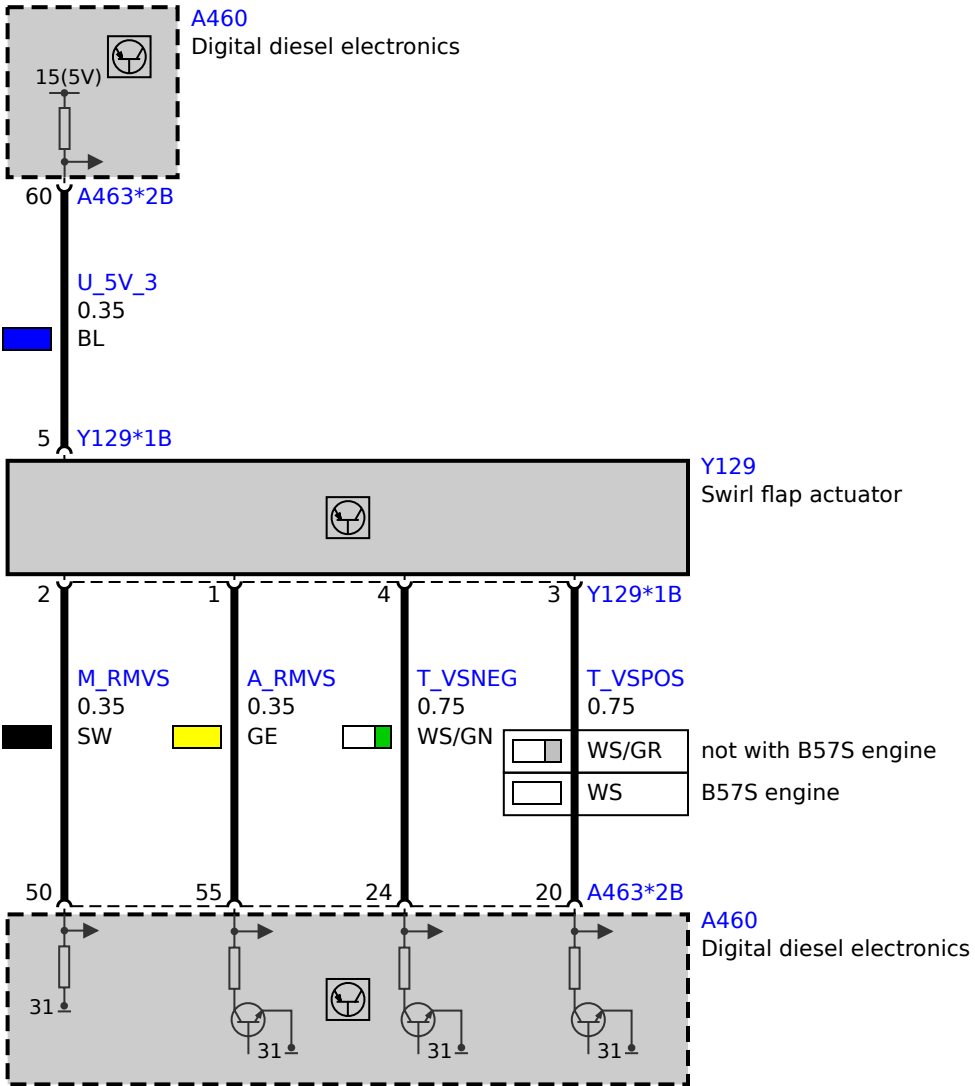 A460
Digital diesel electronics
15(5V)
60 A463*2B
U_5V_3
0.35
BL
5 Y129*1B
Y129
Swirl flap actuator
2 1 4 3 Y129*1B
M_RMVS A_RMVS T_VSNEG T_VSPOS
0.35 0.35 0.75 0.75
SW GE WS/GN
WS/GR not with B57S engine
WS B57S engine
50 55 24 20 A463*2B
A460
Digital diesel electronics
31
31 31 31